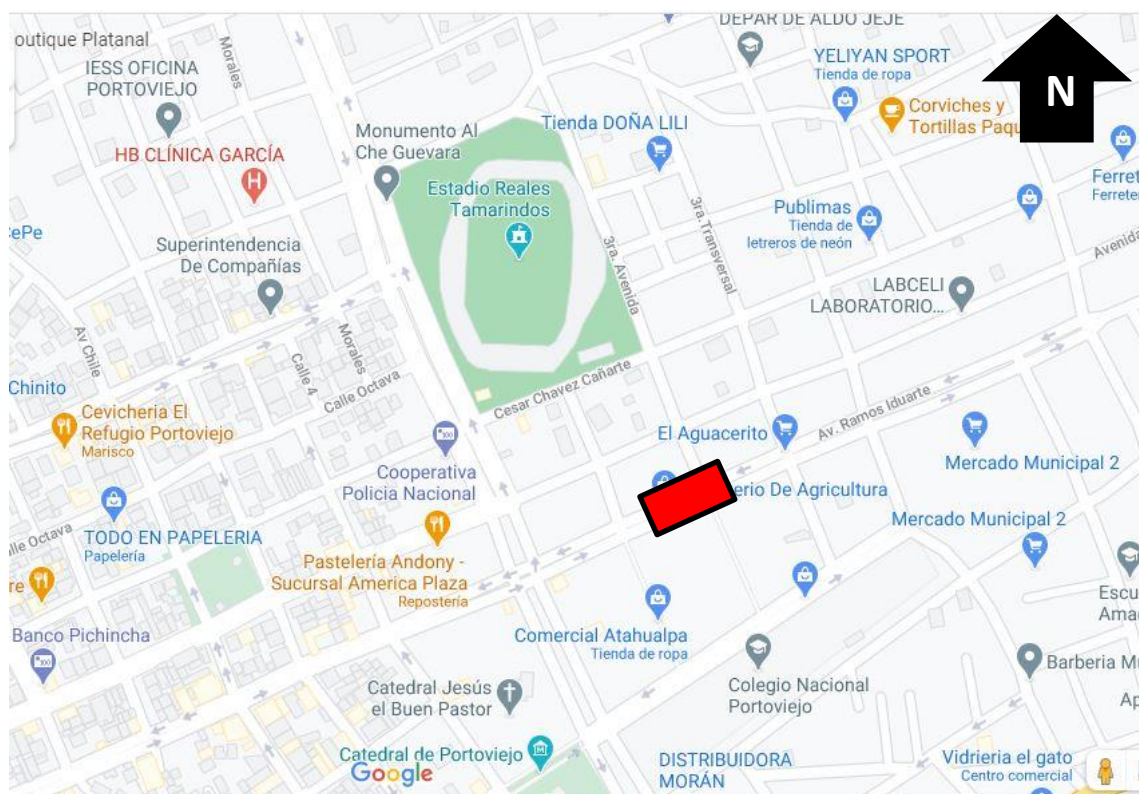 DEPAR DE ALDO JEJE
outique Platanal
Morales
YELIYAN SPORT
Tienda de ropa
IESS OFICINA
PORTOVIEJO
N
Corviches y
Tortillas Paqu
Monumento Al
Che Guevara
Tienda DOÑA LILI
HB CLÍNICA GARCÍA
Ferret
Ferreter
Estadio Reales
Tamarindos
3ra. Transversal
Publimas
Tienda de
letreros de neón
ePe
Superintendencia
De Compañías
3ra. Avenida
Avenida
LABCELI
LABORATORIO...
Av Chile
Morales
Calle 4
Calle Octava
Chinito
Cesar Chavez Cañarte
Av. Ramos Iduarte
Cevicheria El
Refugio Portoviejo
Marisco
El Aguacerito
Mercado Municipal 2
Cooperativa
Policia Nacional
erio De Agricultura
Mercado Municipal 2
lle Octava
TODO EN PAPELERIA
Papelería
Pastelería Andony -
Sucursal America Plaza
Repostería
re
Escu
Ama
Banco Pichincha
Comercial Atahualpa
Tienda de ropa
Barberia M
Catedral Jesús
el Buen Pastor
Colegio Nacional
Portoviejo
Ap
Catedral de Portoviejo
Google
DISTRIBUIDORA
MORÁN
Vidrieria el gato
Centro comercial